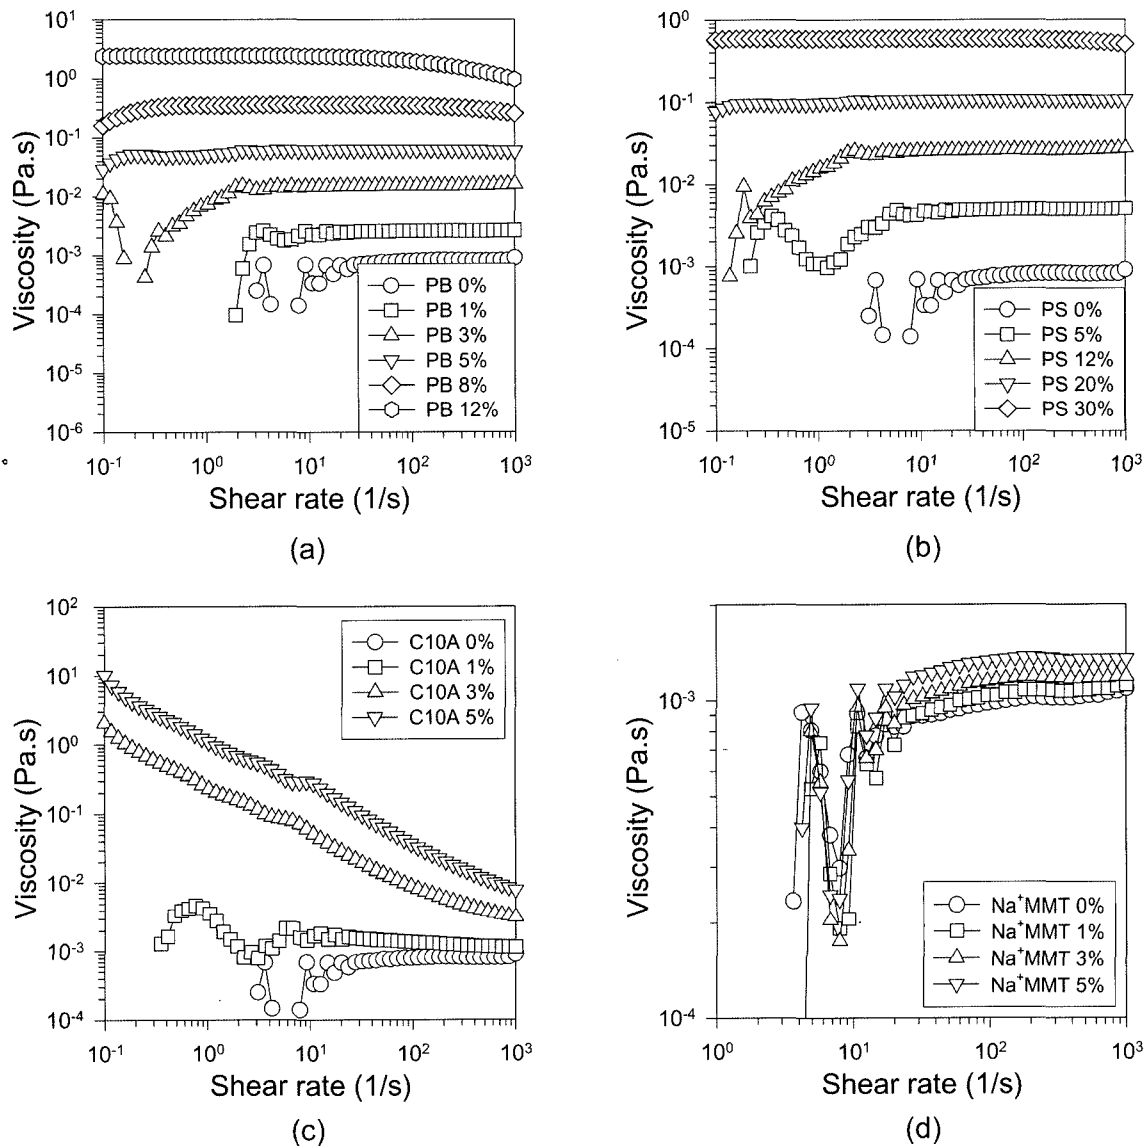 10¹
10⁰
10⁻¹
10⁻²
10⁻³
10⁻⁴
10⁻⁵
10⁻⁶
Viscosity (Pa.s)
PB 0%
PB 1%
PB 3%
PB 5%
PB 8%
PB 12%
10⁻¹ 10⁰ 10¹ 10² 10³
Shear rate (1/s)
(a)
10⁰
10⁻¹
10⁻²
10⁻³
10⁻⁴
10⁻⁵
Viscosity (Pa.s)
PS 0%
PS 5%
PS 12%
PS 20%
PS 30%
10⁻¹ 10⁰ 10¹ 10² 10³
Shear rate (1/s)
(b)
10²
10¹
10⁰
10⁻¹
10⁻²
10⁻³
10⁻⁴
Viscosity (Pa.s)
C10A 0%
C10A 1%
C10A 3%
C10A 5%
10⁻¹ 10⁰ 10¹ 10² 10³
Shear rate (1/s)
(c)
10⁻³
10⁻⁴
Viscosity (Pa.s)
Na⁺MMT 0%
Na⁺MMT 1%
Na⁺MMT 3%
Na⁺MMT 5%
10⁰ 10¹ 10² 10³
Shear rate (1/s)
(d)